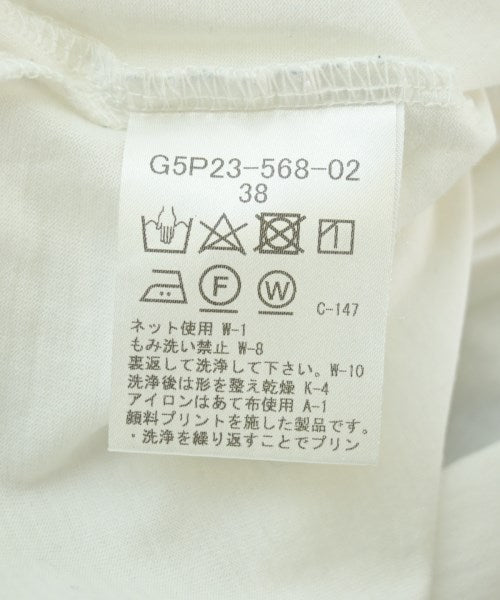 G5P23-568-02
38
F
W
C-147
ネット使用 W-1
もみ洗い禁止 W-8
裏返して洗浄して下さい。W-10
洗浄後は形を整え乾燥 K-4
アイロンはあて布使用 A-1
顔料プリントを施した製品です。
・洗浄を繰り返すことでプリン